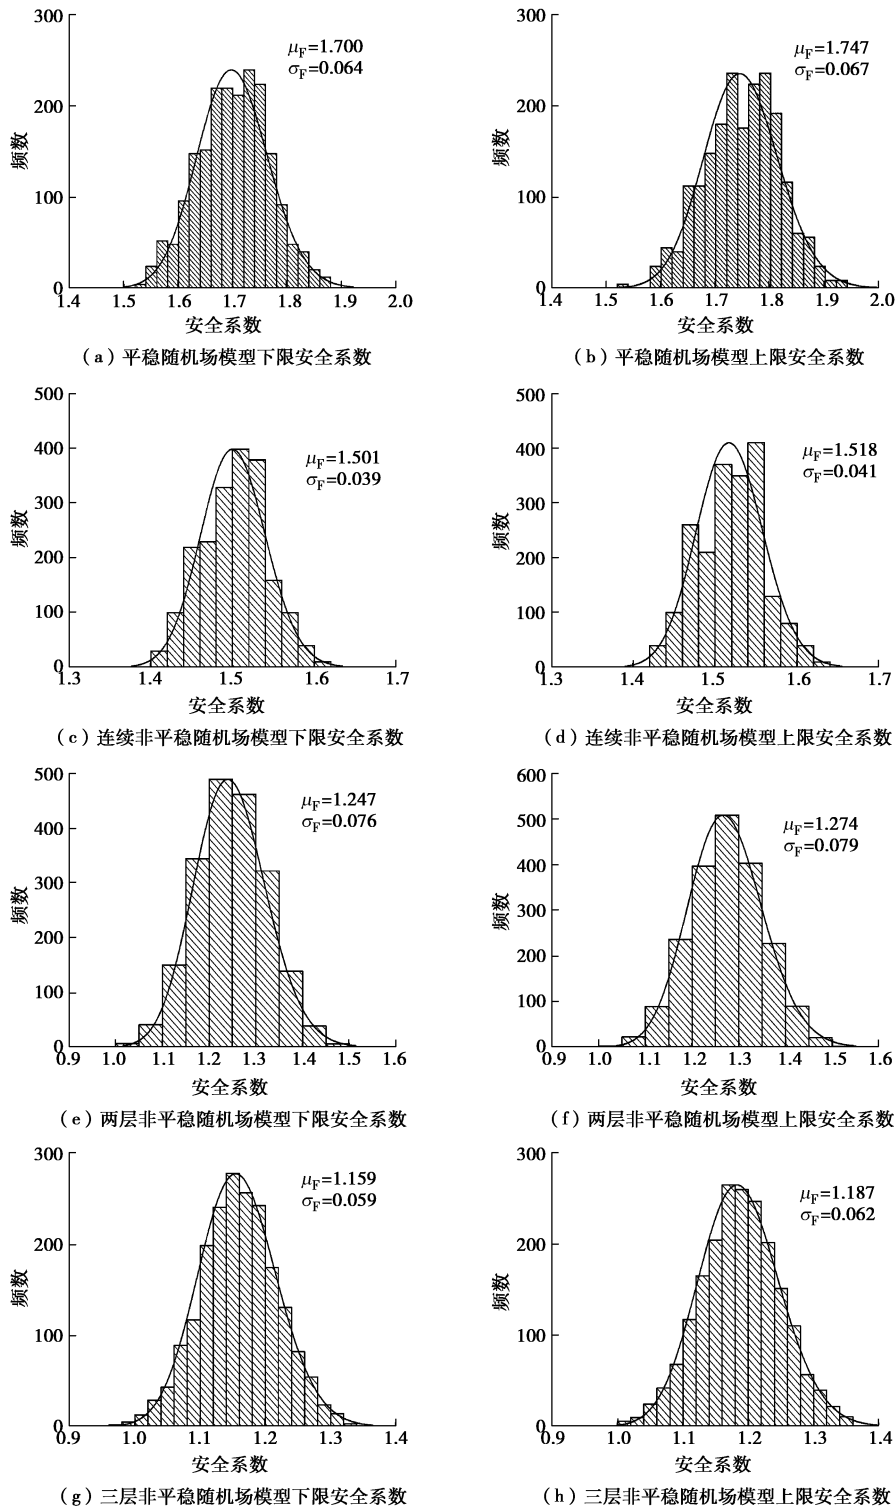 300
200
100
0
频数
μF=1.700
σF=0.064
1.4 1.5 1.6 1.7 1.8 1.9 2.0
安全系数
(a)平稳随机场模型下限安全系数
300
200
100
0
频数
μF=1.747
σF=0.067
1.4 1.5 1.6 1.7 1.8 1.9 2.0
安全系数
(b)平稳随机场模型上限安全系数
500
400
300
200
100
0
频数
μF=1.501
σF=0.039
1.3 1.4 1.5 1.6 1.7
安全系数
(c)连续非平稳随机场模型下限安全系数
500
400
300
200
100
0
频数
μF=1.518
σF=0.041
1.3 1.4 1.5 1.6 1.7
安全系数
(d)连续非平稳随机场模型上限安全系数
500
400
300
200
100
0
频数
μF=1.247
σF=0.076
0.9 1.0 1.1 1.2 1.3 1.4 1.5 1.6
安全系数
(e)两层非平稳随机场模型下限安全系数
600
500
400
300
200
100
0
频数
μF=1.274
σF=0.079
0.9 1.0 1.1 1.2 1.3 1.4 1.5 1.6
安全系数
(f)两层非平稳随机场模型上限安全系数
300
200
100
0
频数
μF=1.159
σF=0.059
0.9 1.0 1.1 1.2 1.3 1.4
安全系数
(g)三层非平稳随机场模型下限安全系数
300
200
100
0
频数
μF=1.187
σF=0.062
0.9 1.0 1.1 1.2 1.3 1.4
安全系数
(h)三层非平稳随机场模型上限安全系数